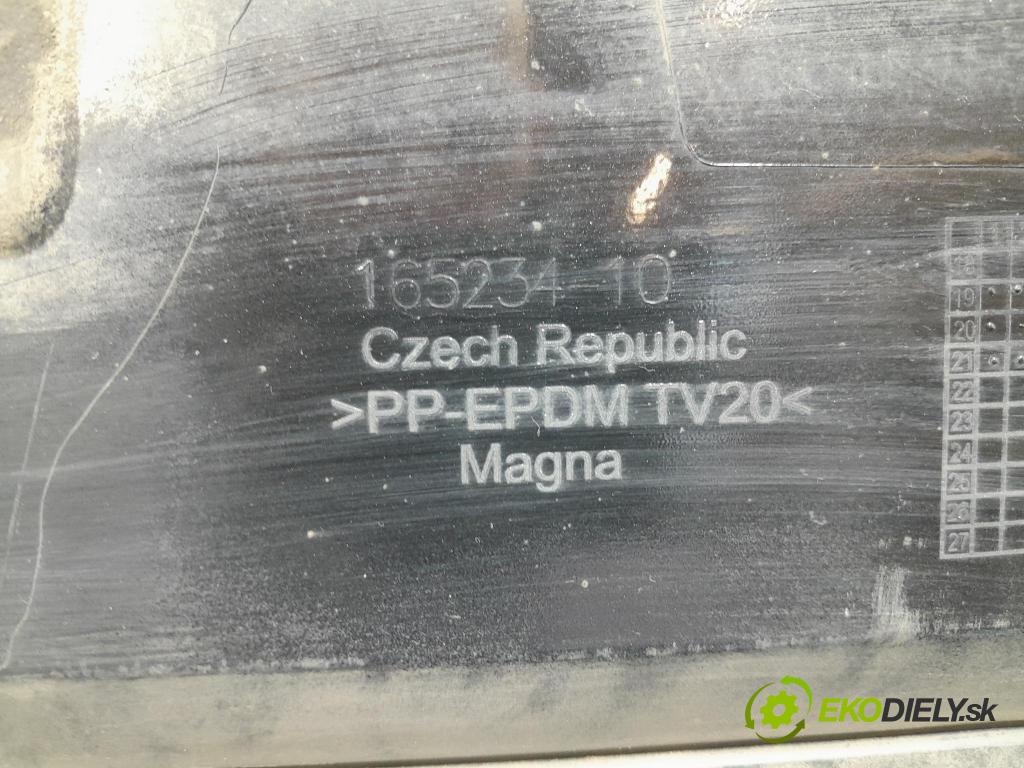 165234-10
Czech Republic
>PP-EPDM TV20<
Magna
18
19
20
21
22
23
24
25
26
27
EKODIELY.sk